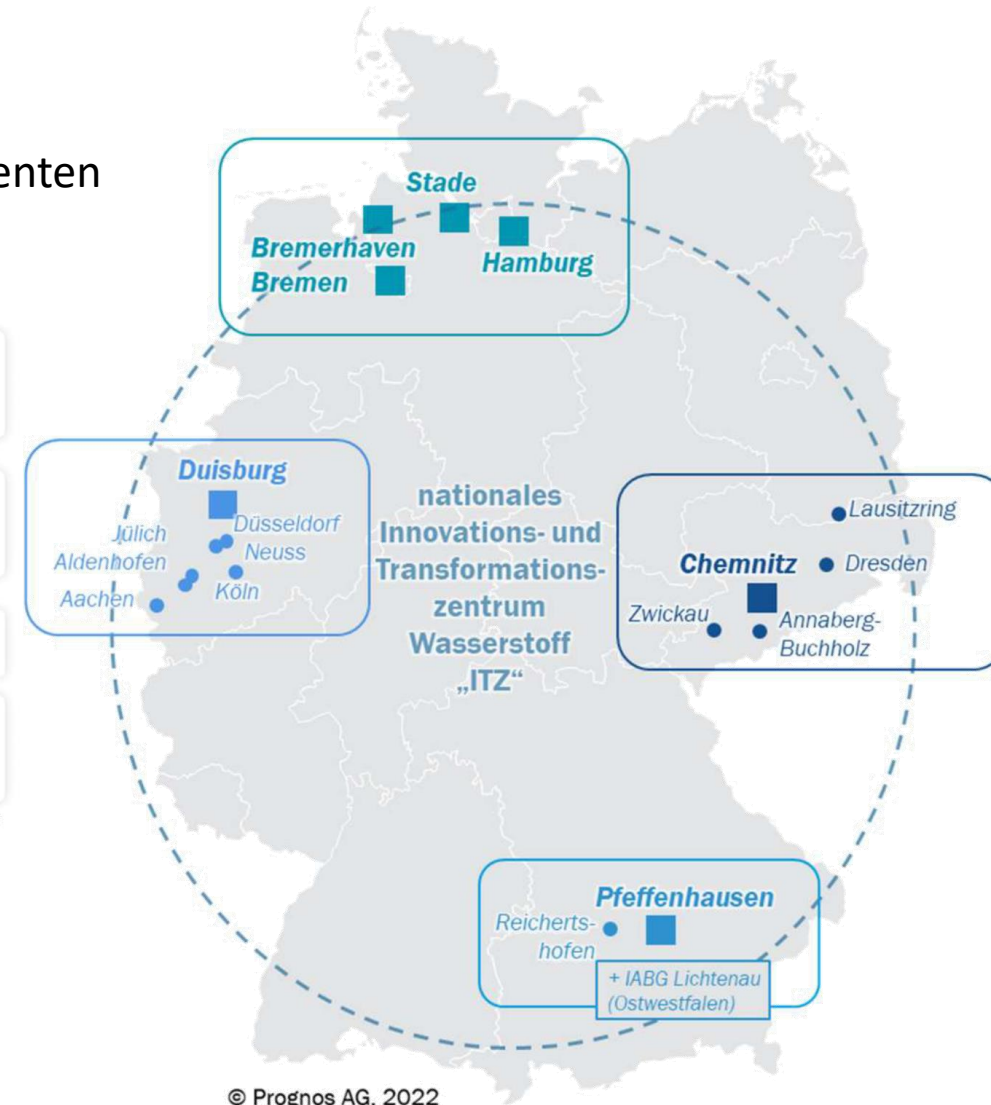 enten
Stade
Bremerhaven
Hamburg
Bremen
Duisburg
Düsseldorf
Jülich
Neuss
Aldenhofen
Köln
Aachen
nationales
Innovations- und
Transformations-
zentrum
Wasserstoff
„ITZ“
Lausitzring
Chemnitz
Dresden
Zwickau
Annaberg-
Buchholz
Pfeffenhausen
Reicherts-
hofen
+ IABG Lichtenau
(Ostwestfalen)
© Prognos AG, 2022